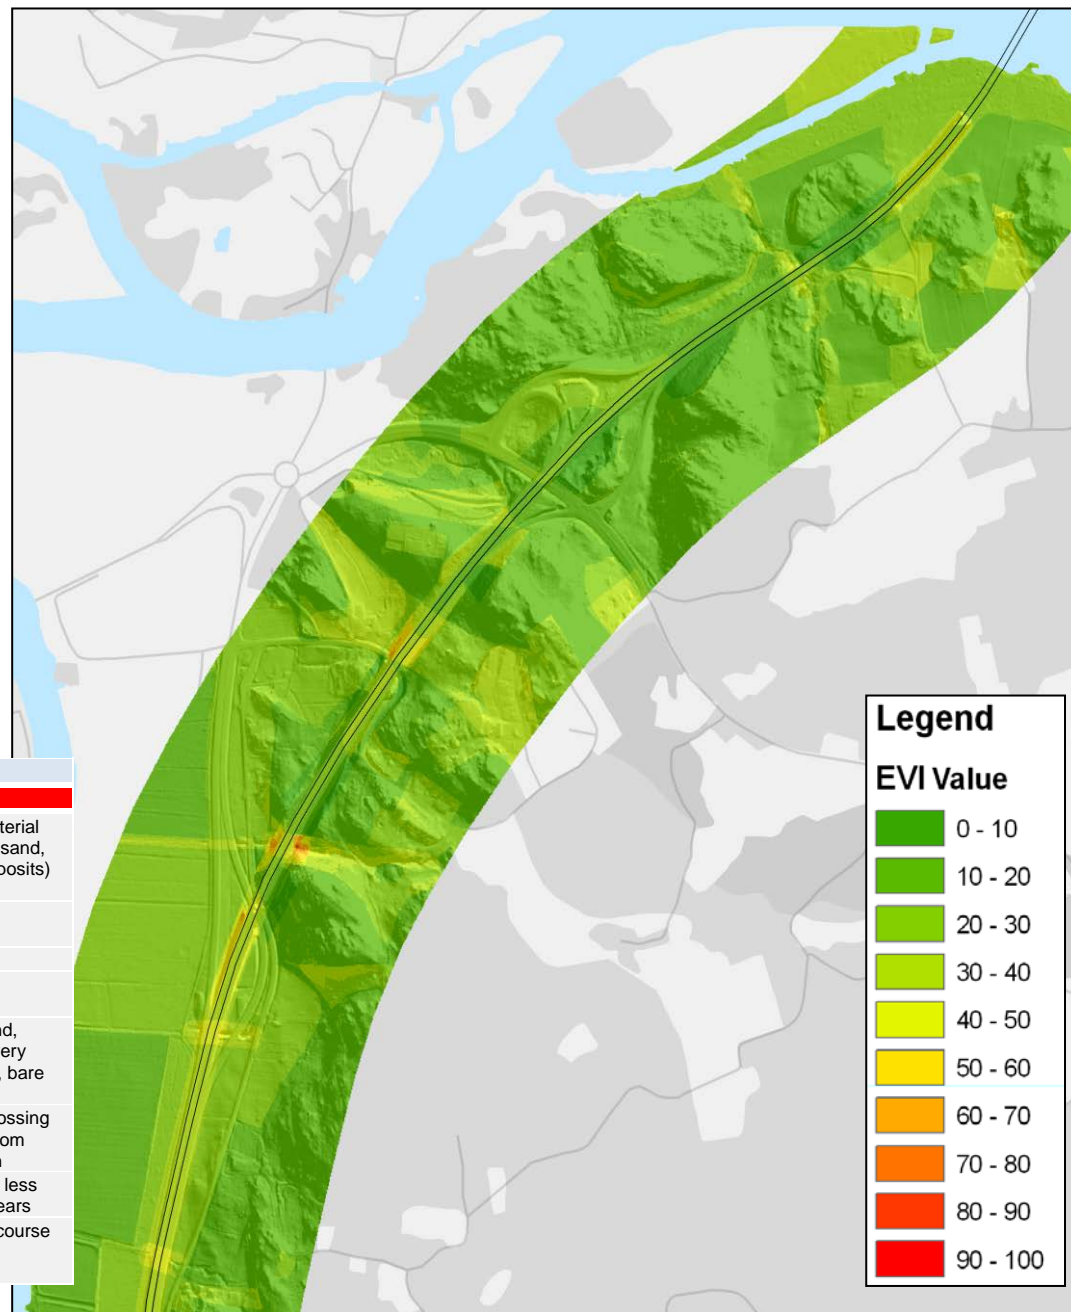 terial
sand,
posits)
nd,
ery
, bare
ossing
om
n
less
ears
course
Legend
EVI Value
0 - 10
10 - 20
20 - 30
30 - 40
40 - 50
50 - 60
60 - 70
70 - 80
80 - 90
90 - 100